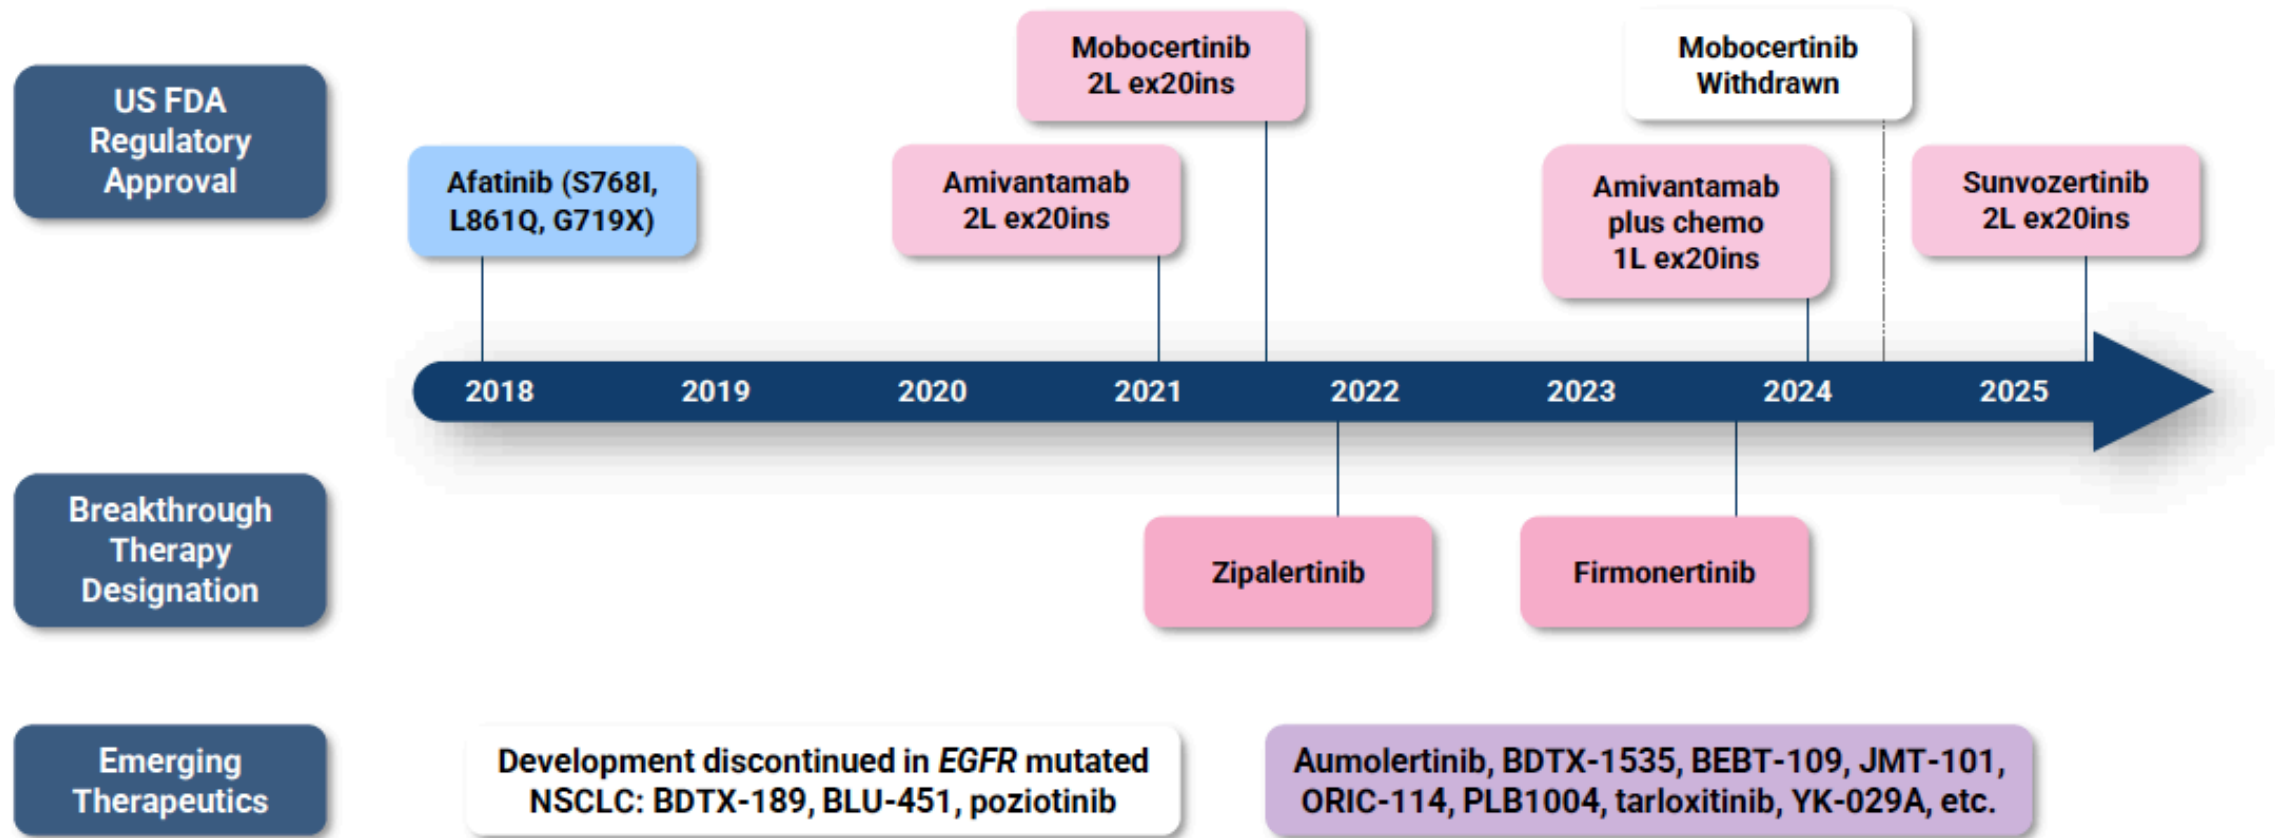 US FDA
Regulatory
Approval
Mobocertinib
2L ex20ins
Mobocertinib
Withdrawn
Afatinib (S768I,
L861Q, G719X)
Amivantamab
2L ex20ins
Amivantamab
plus chemo
1L ex20ins
Sunvozertinib
2L ex20ins
2018 2019 2020 2021 2022 2023 2024 2025
Breakthrough
Therapy
Designation
Zipalertinib
Firmonertinib
Emerging
Therapeutics
Development discontinued in EGFR mutated
NSCLC: BDTX-189, BLU-451, poziotinib
Aumolertinib, BDTX-1535, BEBT-109, JMT-101,
ORIC-114, PLB1004, tarloxitinib, YK-029A, etc.